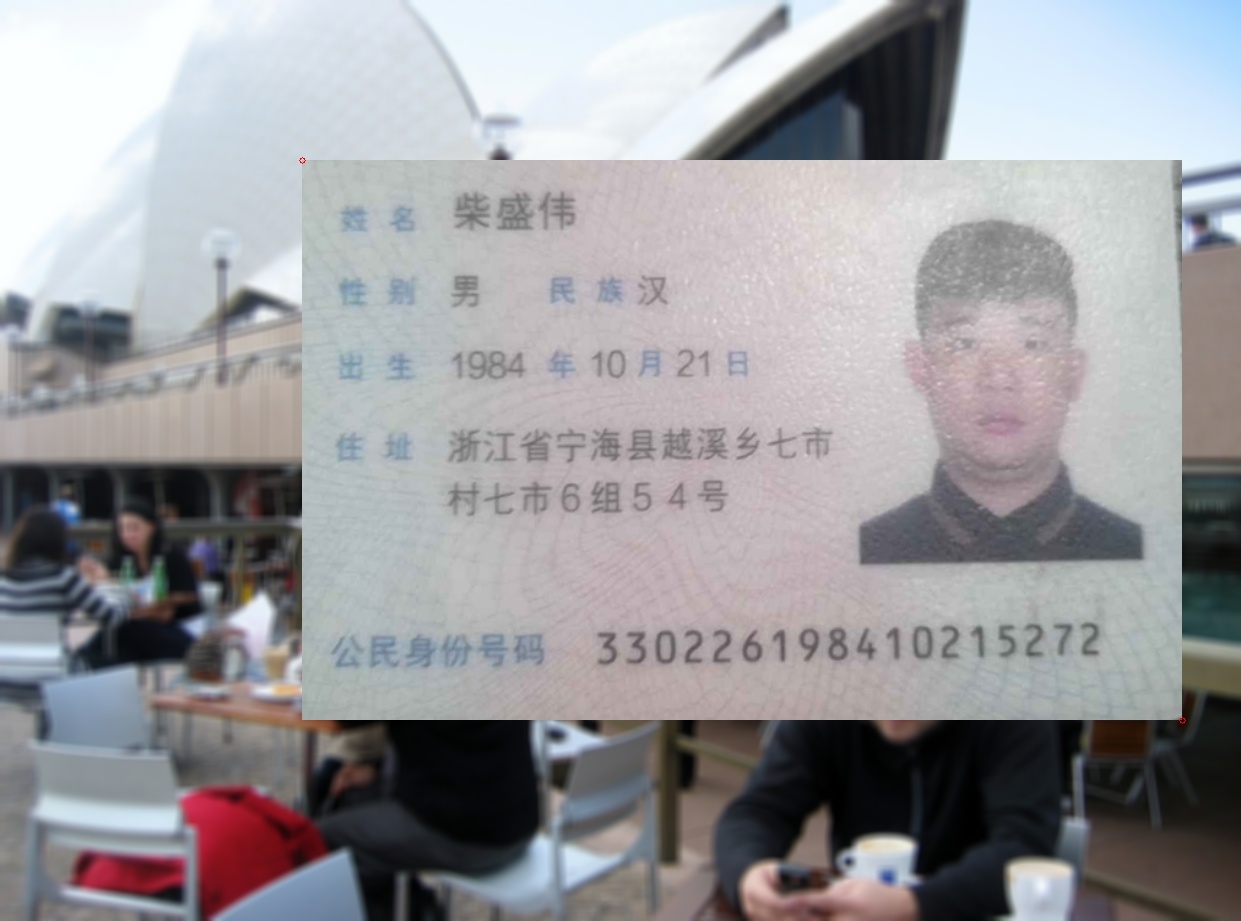 姓名 柴盛伟
性别 男 民族 汉
出生 1984 年 10 月 21 日
住址 浙江省宁海县越溪乡七市
村七市6组54号
公民身份号码 330226198410215272